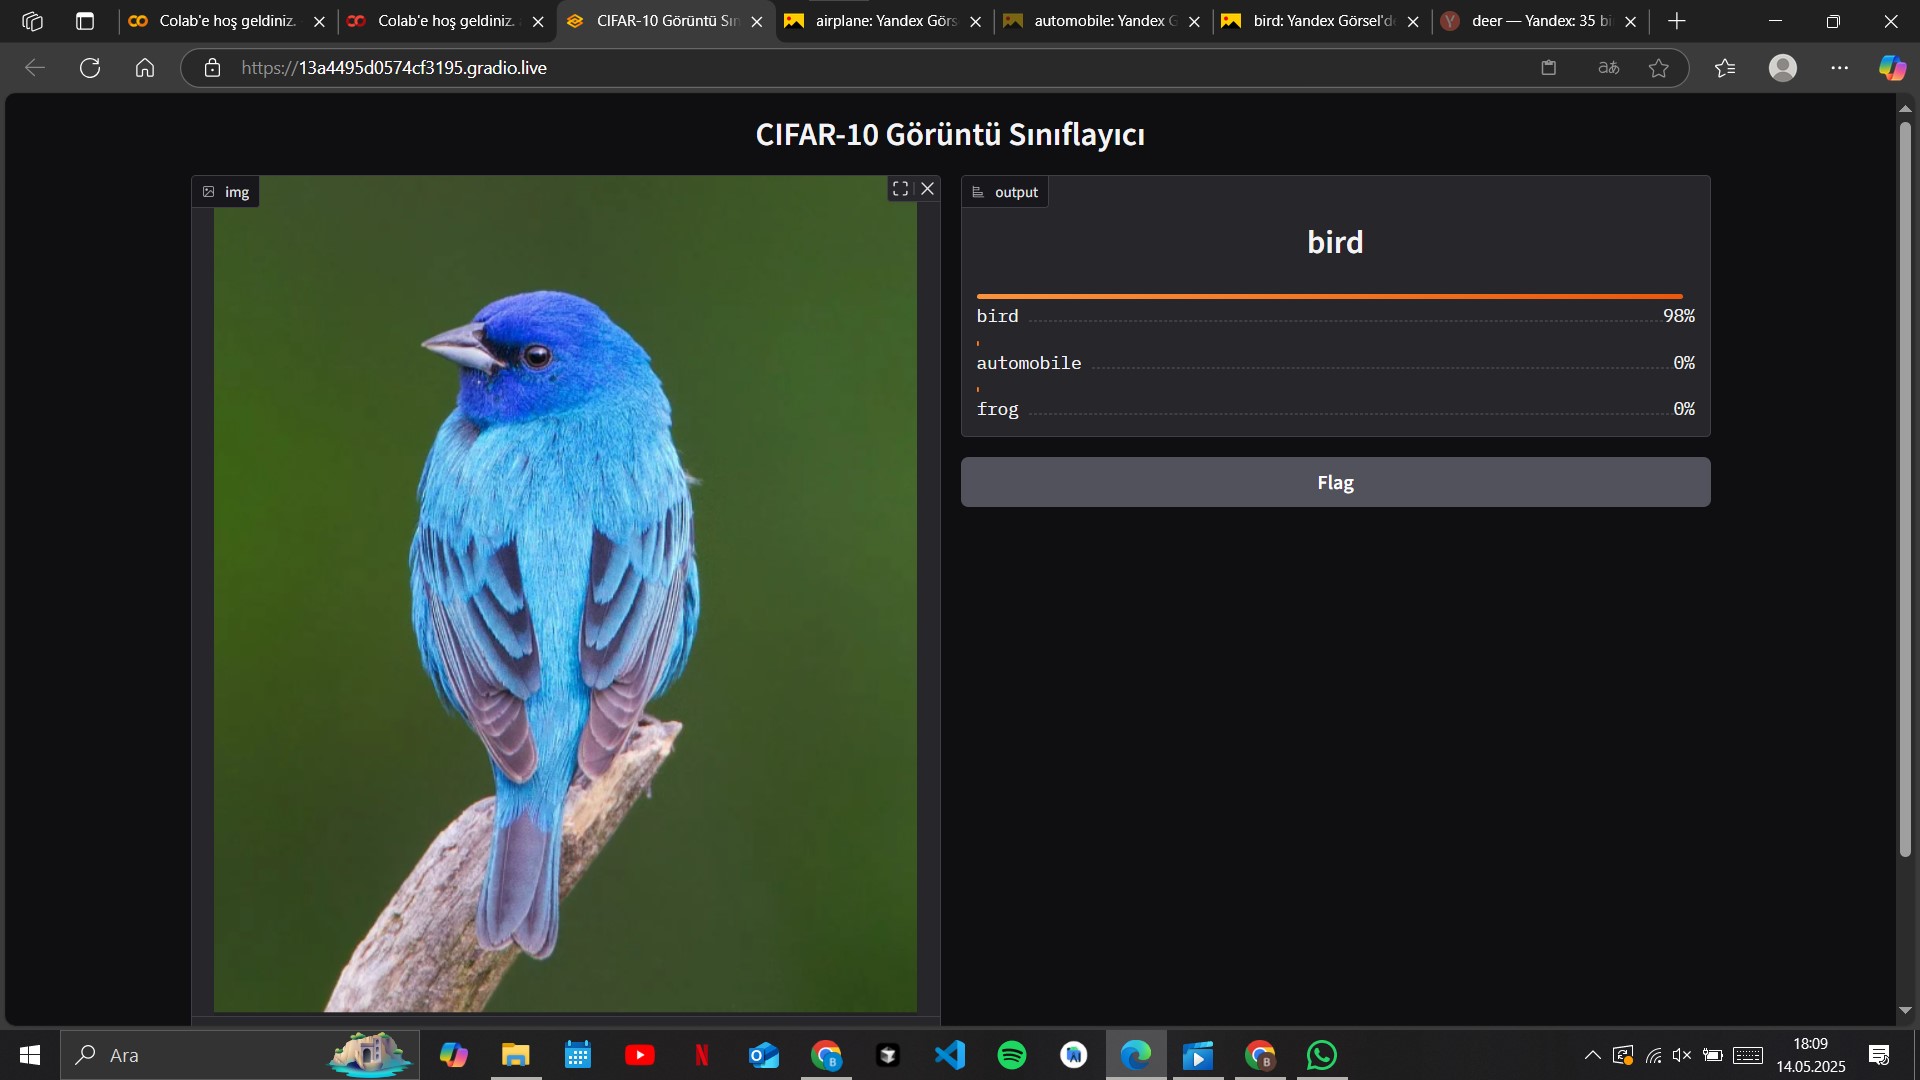 Colab'e hoş geldiniz.
Colab'e hoş geldiniz.
CIFAR-10 Görüntü Sın
airplane: Yandex Görs
automobile: Yandex G
bird: Yandex Görsel'de
deer — Yandex: 35 bi
https://13a4495d0574cf3195.gradio.live
CIFAR-10 Görüntü Sınıflayıcı
img
output
bird
bird 98%
automobile 0%
frog 0%
Flag
Ara
18:09
14.05.2025